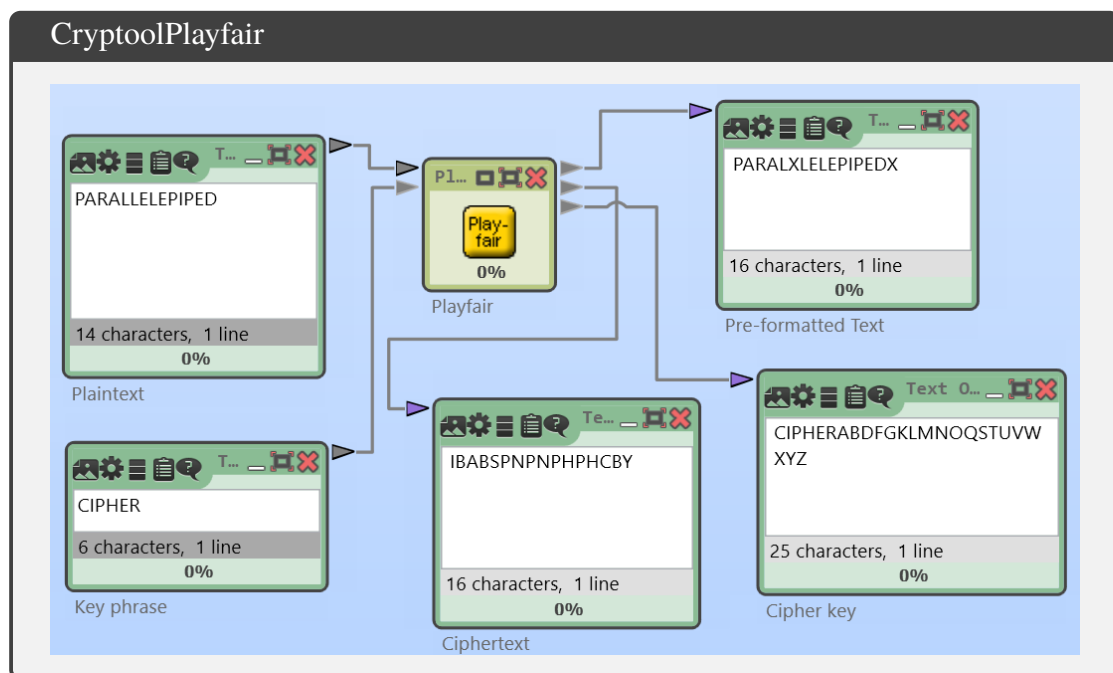 CryptoolPlayfair
T...
PARALLELEPIPED
14 characters, 1 line
0%
Plaintext
T...
CIPHER
6 characters, 1 line
0%
Key phrase
Pl...
Play-
fair
0%
Playfair
T...
PARALXLELEPIPEDX
16 characters, 1 line
0%
Pre-formatted Text
Te...
IBABSPNPNPHPHCBY
16 characters, 1 line
0%
Ciphertext
Text O...
CIPHERABDFGKLMNOQSTUVW
XYZ
25 characters, 1 line
0%
Cipher key